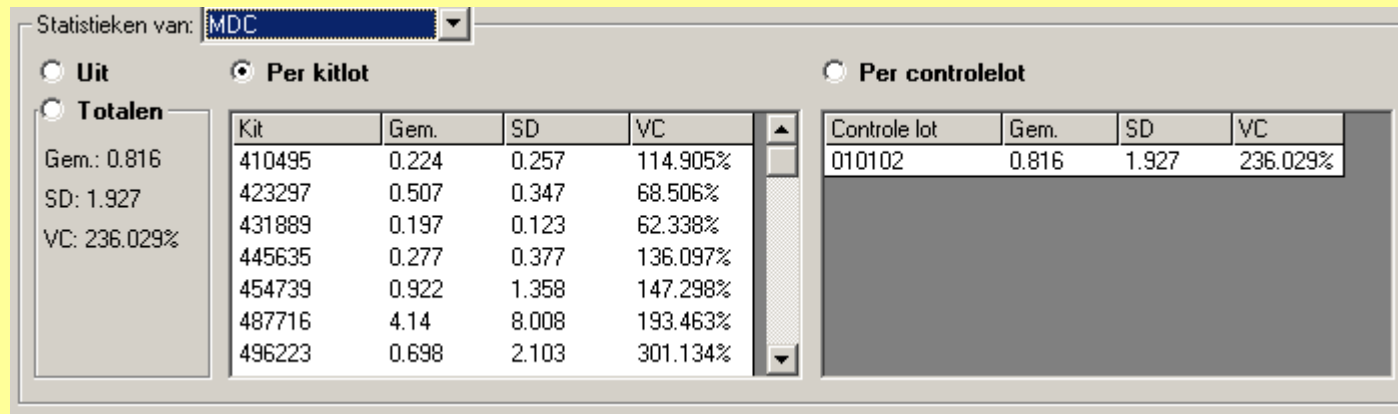 Statistieken van: MDC
Uit
Per kitlot
Per controlelot
Totalen
Gem.: 0.816
SD: 1.927
VC: 236.029%
Kit Gem. SD VC
410495 0.224 0.257 114.905%
423297 0.507 0.347 68.506%
431889 0.197 0.123 62.338%
445635 0.277 0.377 136.097%
454739 0.922 1.358 147.298%
487716 4.14 8.008 193.463%
496223 0.698 2.103 301.134%
Controle lot Gem. SD VC
010102 0.816 1.927 236.029%